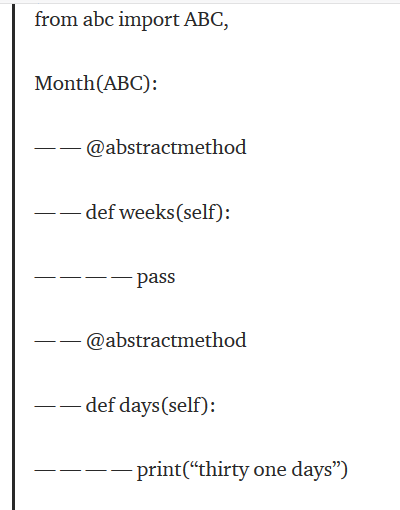 from abc import ABC,
Month(ABC):
— — @abstractmethod
— — def weeks(self):
— — — — pass
— — @abstractmethod
— — def days(self):
— — — — print(“thirty one days”)